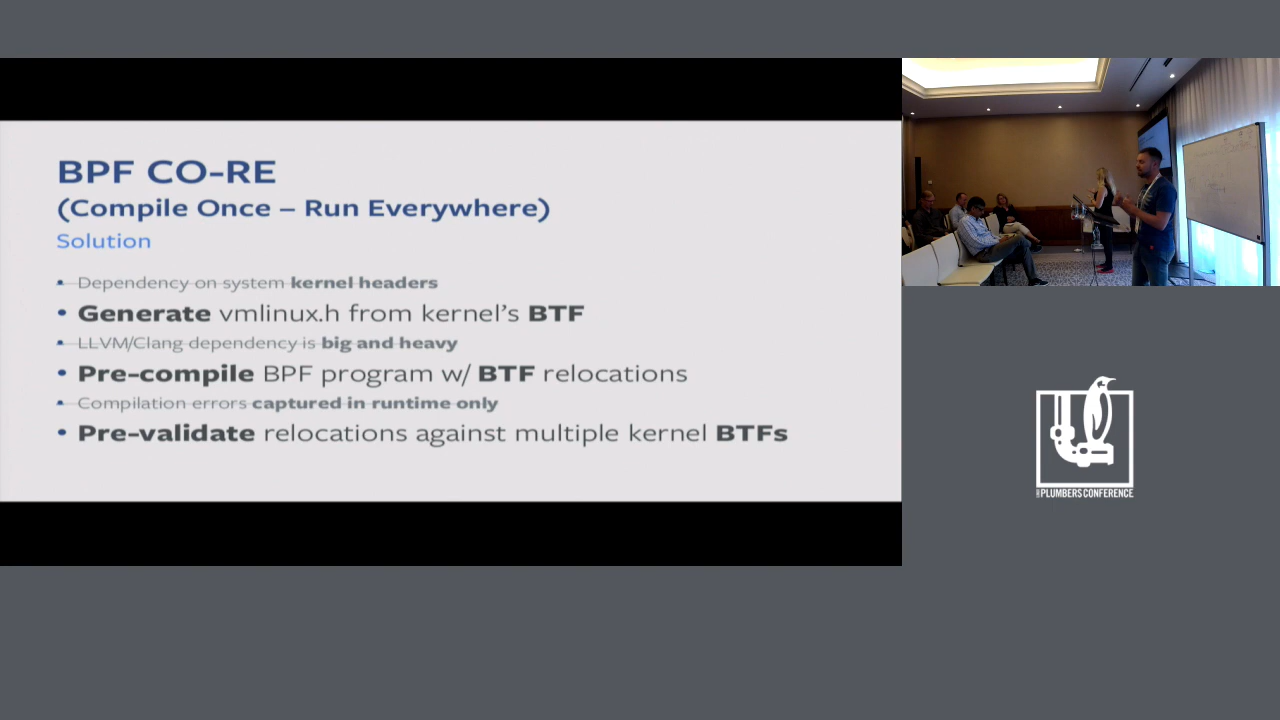 BPF CO-RE
(Compile Once – Run Everywhere)
Solution
• Dependency on system kernel headers
• Generate vmlinux.h from kernel's BTF
• LLVM/Clang dependency is big and heavy
• Pre-compile BPF program w/ BTF relocations
• Compilation errors captured in runtime only
• Pre-validate relocations against multiple kernel BTFs
PLUMBERS CONFERENCE